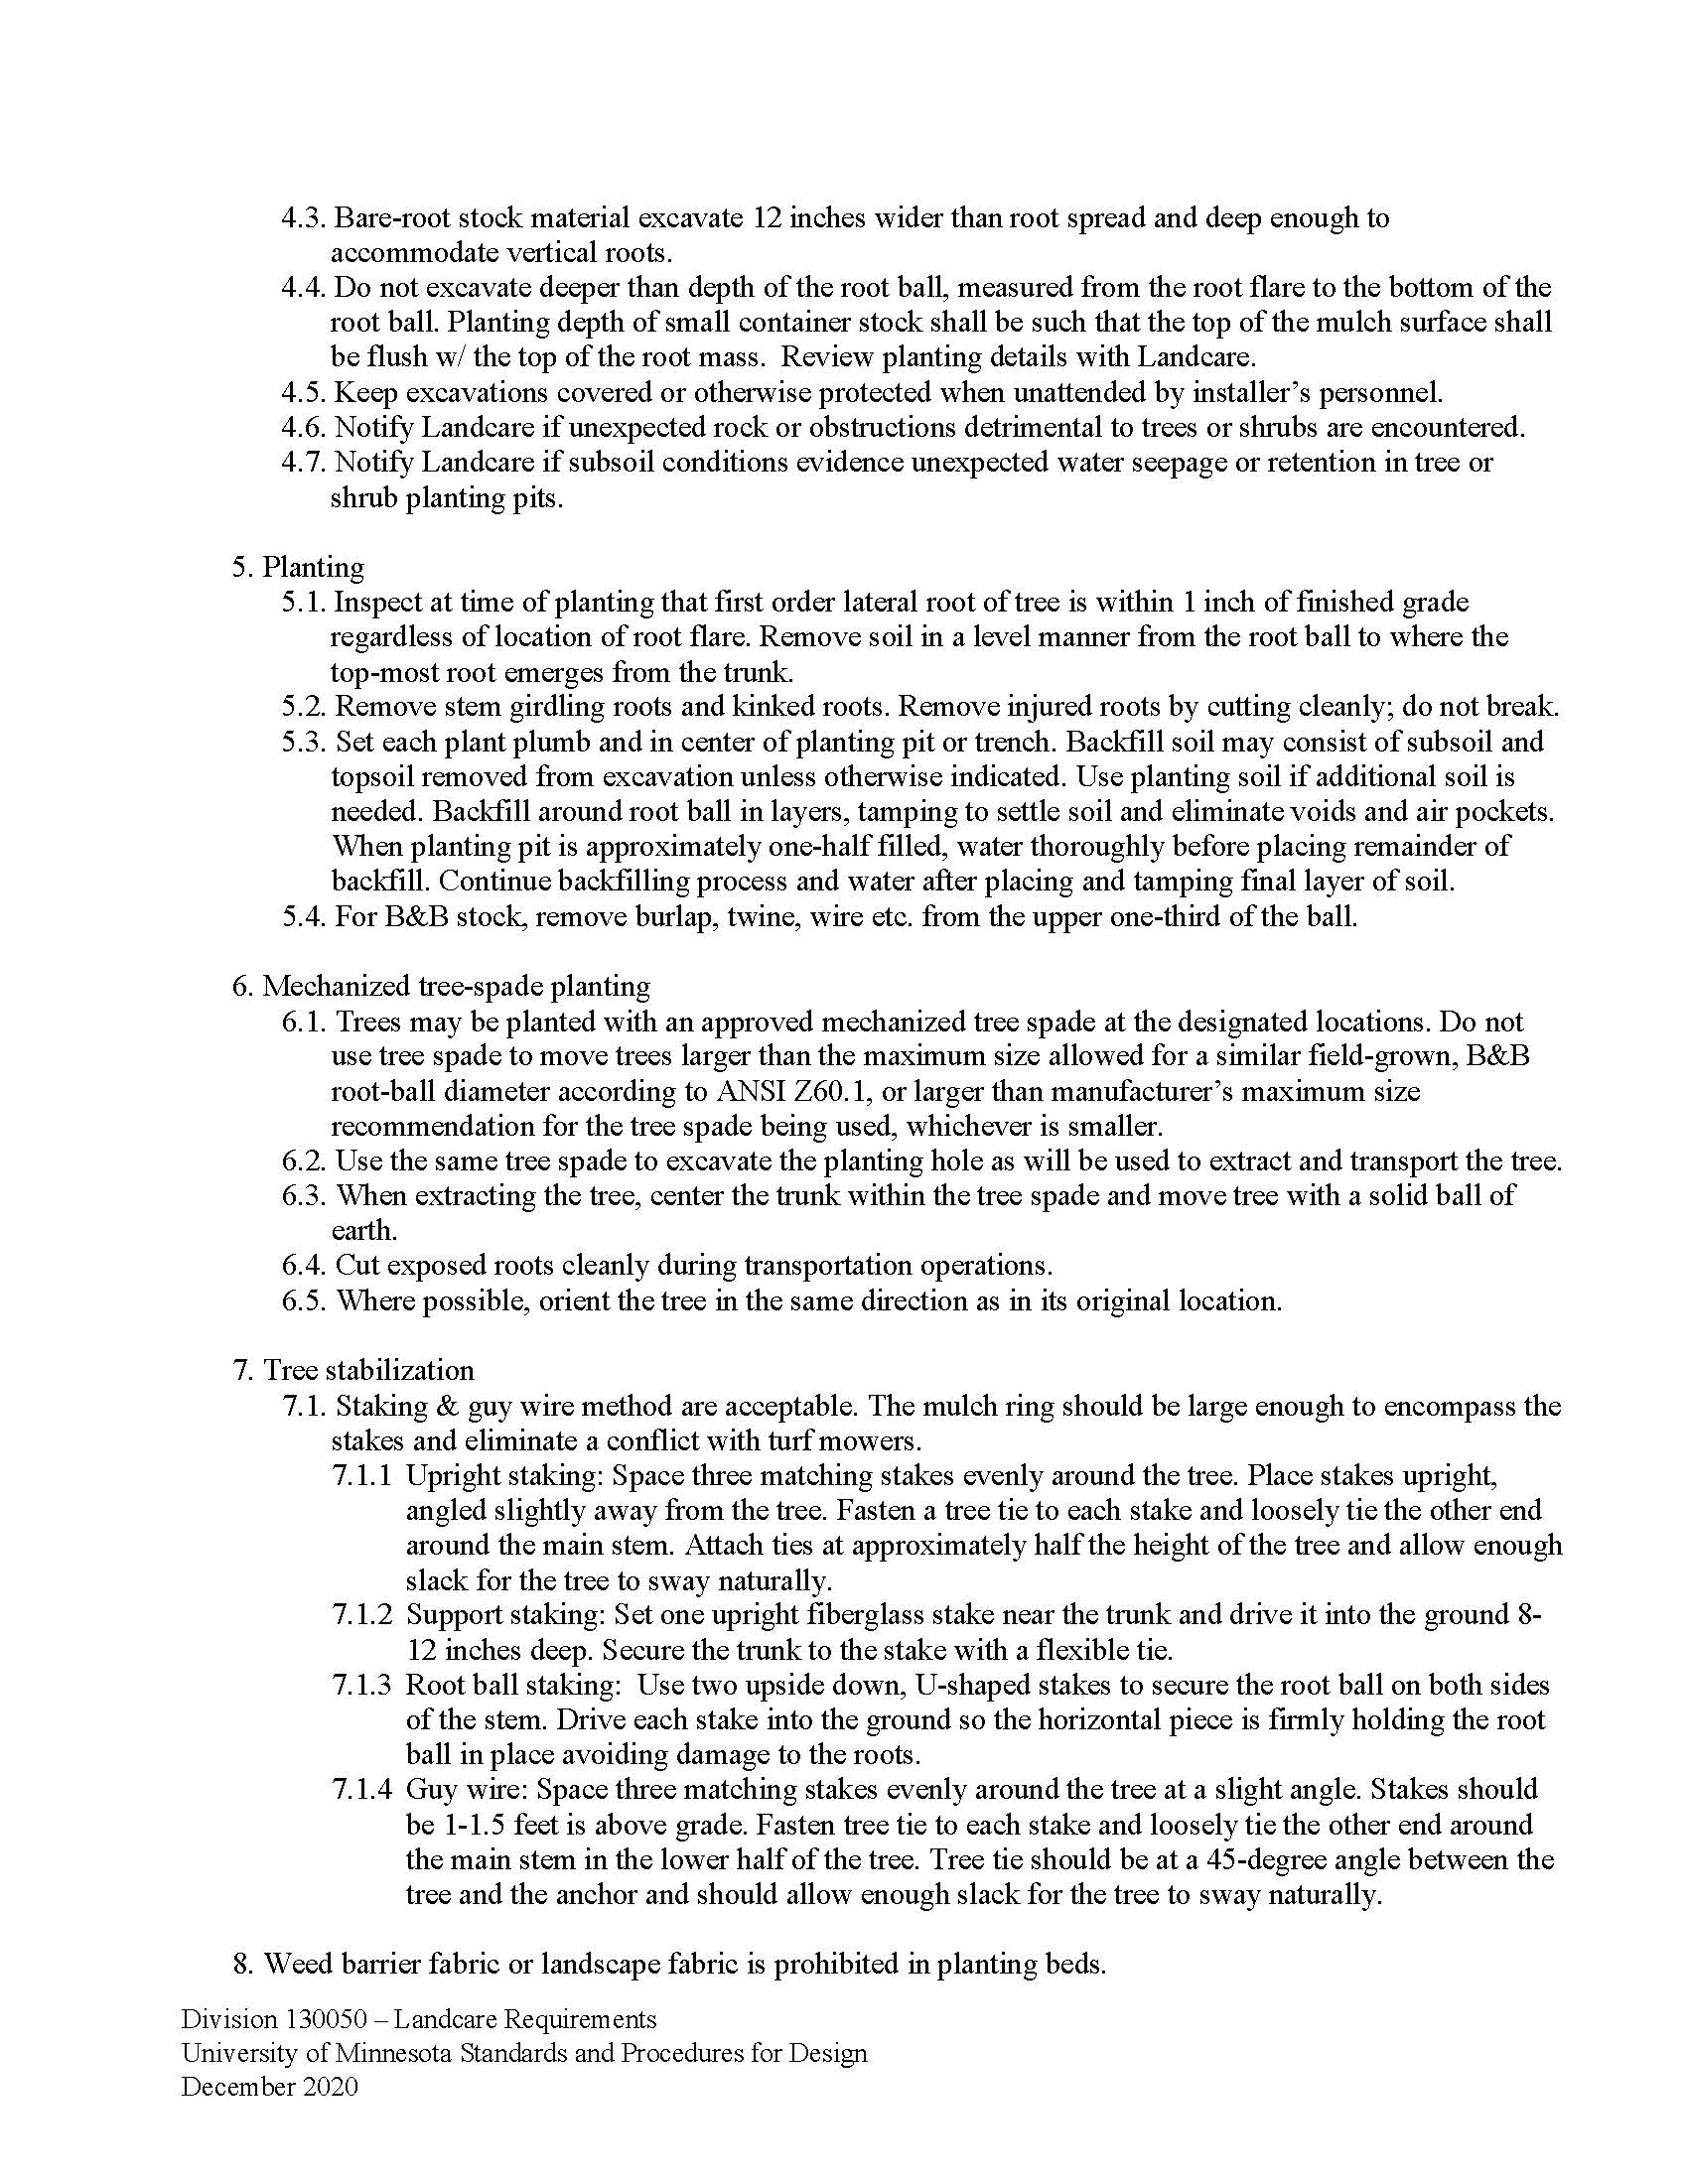 4.3. Bare-root stock material excavate 12 inches wider than root spread and deep enough to
accommodate vertical roots.
4.4. Do not excavate deeper than depth of the root ball, measured from the root flare to the bottom of the
root ball. Planting depth of small container stock shall be such that the top of the mulch surface shall
be flush w/ the top of the root mass.  Review planting details with Landcare.
4.5. Keep excavations covered or otherwise protected when unattended by installer’s personnel.
4.6. Notify Landcare if unexpected rock or obstructions detrimental to trees or shrubs are encountered.
4.7. Notify Landcare if subsoil conditions evidence unexpected water seepage or retention in tree or
shrub planting pits.
5. Planting
5.1. Inspect at time of planting that first order lateral root of tree is within 1 inch of finished grade
regardless of location of root flare. Remove soil in a level manner from the root ball to where the
top-most root emerges from the trunk.
5.2. Remove stem girdling roots and kinked roots. Remove injured roots by cutting cleanly; do not break.
5.3. Set each plant plumb and in center of planting pit or trench. Backfill soil may consist of subsoil and
topsoil removed from excavation unless otherwise indicated. Use planting soil if additional soil is
needed. Backfill around root ball in layers, tamping to settle soil and eliminate voids and air pockets.
When planting pit is approximately one-half filled, water thoroughly before placing remainder of
backfill. Continue backfilling process and water after placing and tamping final layer of soil.
5.4. For B&B stock, remove burlap, twine, wire etc. from the upper one-third of the ball.
6. Mechanized tree-spade planting
6.1. Trees may be planted with an approved mechanized tree spade at the designated locations. Do not
use tree spade to move trees larger than the maximum size allowed for a similar field-grown, B&B
root-ball diameter according to ANSI Z60.1, or larger than manufacturer’s maximum size
recommendation for the tree spade being used, whichever is smaller.
6.2. Use the same tree spade to excavate the planting hole as will be used to extract and transport the tree.
6.3. When extracting the tree, center the trunk within the tree spade and move tree with a solid ball of
earth.
6.4. Cut exposed roots cleanly during transportation operations.
6.5. Where possible, orient the tree in the same direction as in its original location.
7. Tree stabilization
7.1. Staking & guy wire method are acceptable. The mulch ring should be large enough to encompass the
stakes and eliminate a conflict with turf mowers.
7.1.1 Upright staking: Space three matching stakes evenly around the tree. Place stakes upright,
angled slightly away from the tree. Fasten a tree tie to each stake and loosely tie the other end
around the main stem. Attach ties at approximately half the height of the tree and allow enough
slack for the tree to sway naturally.
7.1.2 Support staking: Set one upright fiberglass stake near the trunk and drive it into the ground 8-
12 inches deep. Secure the trunk to the stake with a flexible tie.
7.1.3 Root ball staking:  Use two upside down, U-shaped stakes to secure the root ball on both sides
of the stem. Drive each stake into the ground so the horizontal piece is firmly holding the root
ball in place avoiding damage to the roots.
7.1.4 Guy wire: Space three matching stakes evenly around the tree at a slight angle. Stakes should
be 1-1.5 feet is above grade. Fasten tree tie to each stake and loosely tie the other end around
the main stem in the lower half of the tree. Tree tie should be at a 45-degree angle between the
tree and the anchor and should allow enough slack for the tree to sway naturally.
8. Weed barrier fabric or landscape fabric is prohibited in planting beds.
Division 130050 – Landcare Requirements
University of Minnesota Standards and Procedures for Design
December 2020